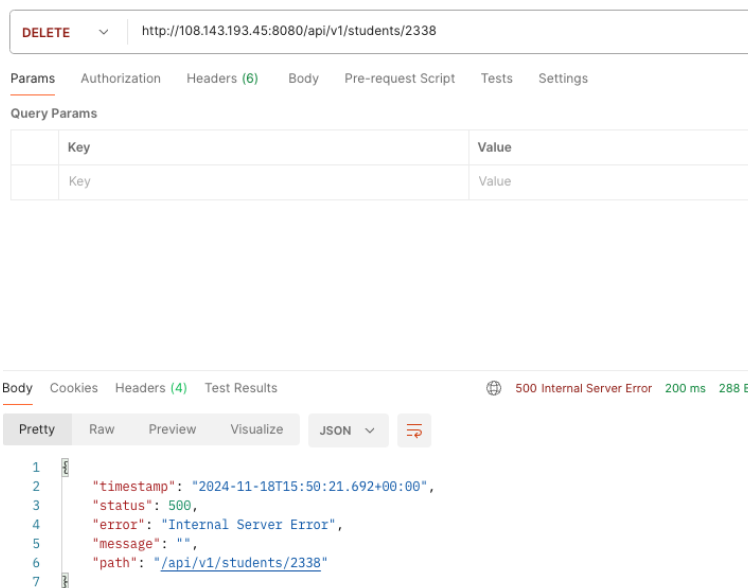 DELETE http://108.143.193.45:8080/api/v1/students/2338
Params Authorization Headers (6) Body Pre-request Script Tests Settings
Query Params
Key Value
Key Value
Body Cookies Headers (4) Test Results 500 Internal Server Error 200 ms 288
Pretty Raw Preview Visualize JSON
1 {
2 "timestamp": "2024-11-18T15:50:21.692+00:00",
3 "status": 500,
4 "error": "Internal Server Error",
5 "message": "",
6 "path": "/api/v1/students/2338"
7 }